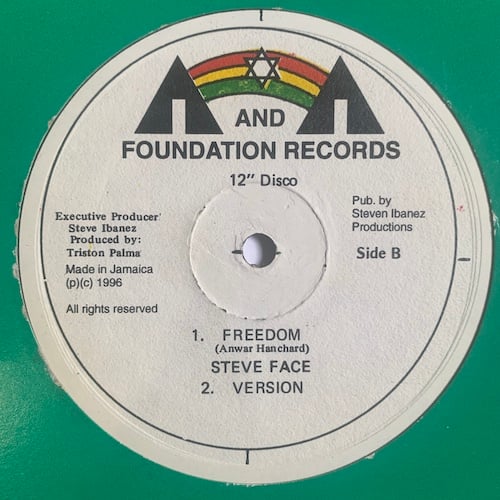 A AND A
FOUNDATION RECORDS
12" Disco
Executive Producer
Steve Ibanez
Produced by:
Triston Palma
Made in Jamaica
(p)(c) 1996
All rights reserved
Pub. by
Steven Ibanez
Productions
Side B
1. FREEDOM
(Anwar Hanchard)
STEVE FACE
2. VERSION